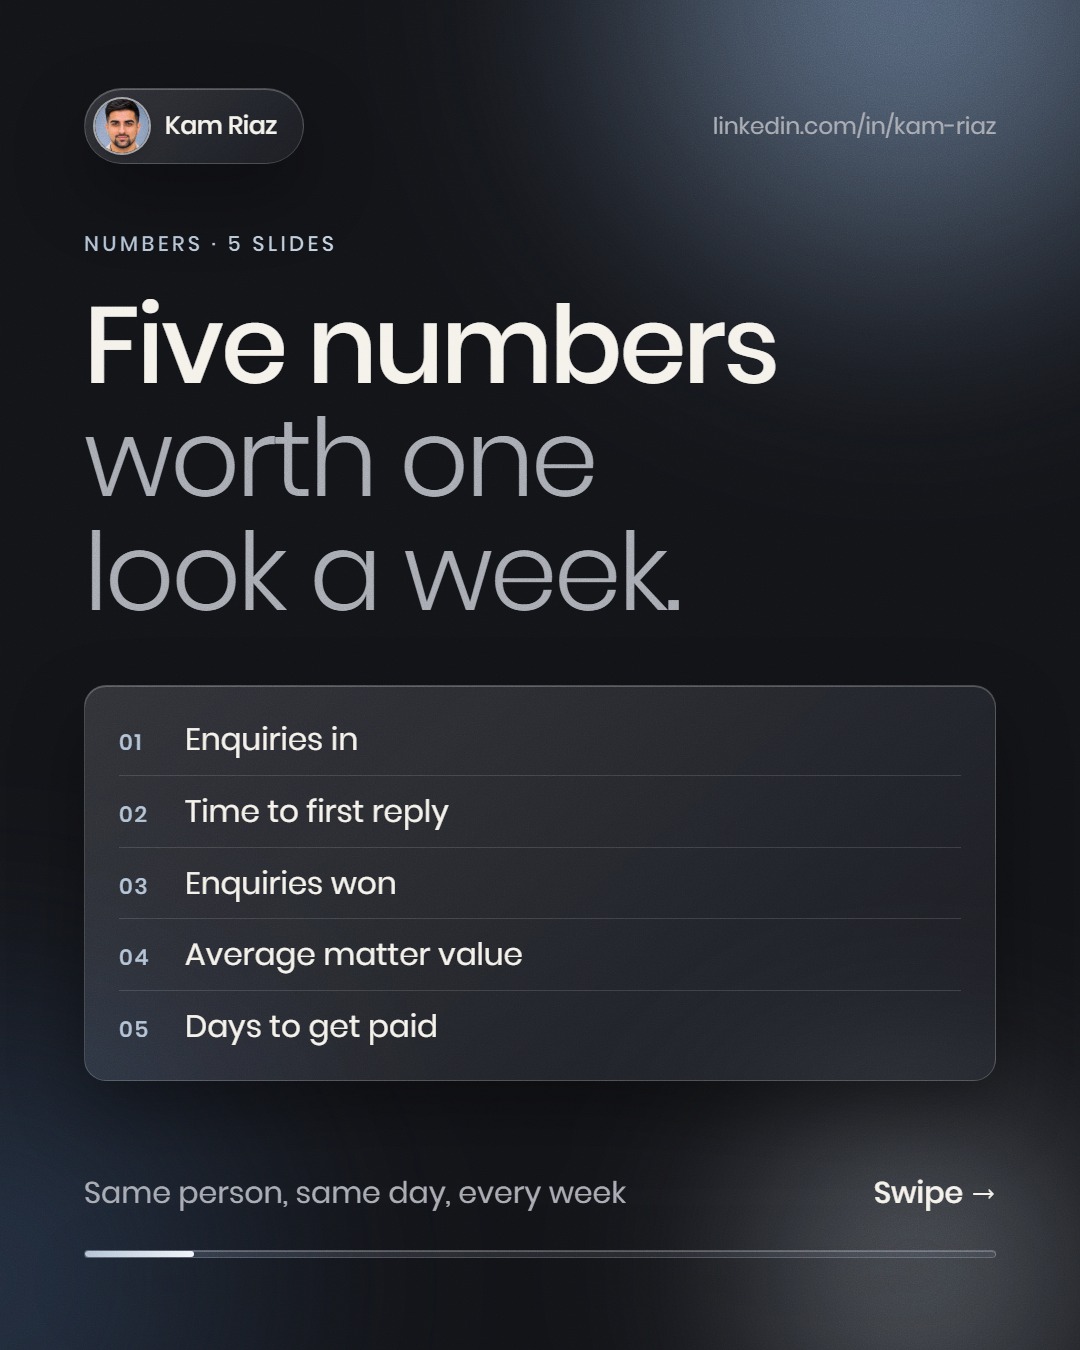 Kam Riaz
linkedin.com/in/kam-riaz
NUMBERS · 5 SLIDES
Five numbers
worth one
look a week.
01 Enquiries in
02 Time to first reply
03 Enquiries won
04 Average matter value
05 Days to get paid
Same person, same day, every week
Swipe →